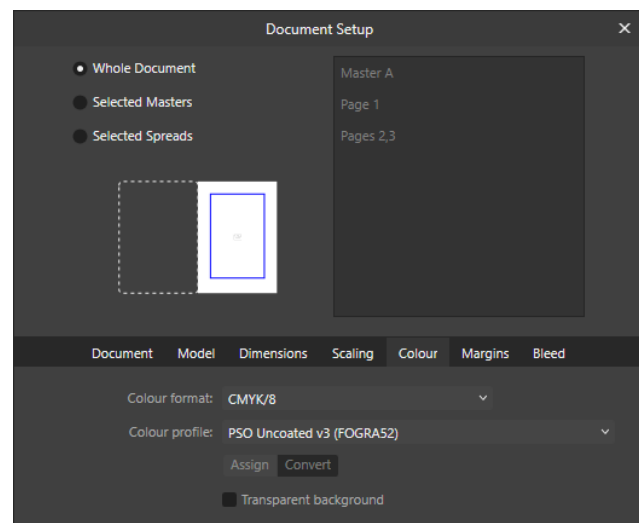 Document Setup
Whole Document
Selected Masters
Selected Spreads
Master A
Page 1
Pages 2,3
Document Model Dimensions Scaling Colour Margins Bleed
Colour format: CMYK/8
Colour profile: PSO Uncoated v3 (FOGRA52)
Assign Convert
Transparent background